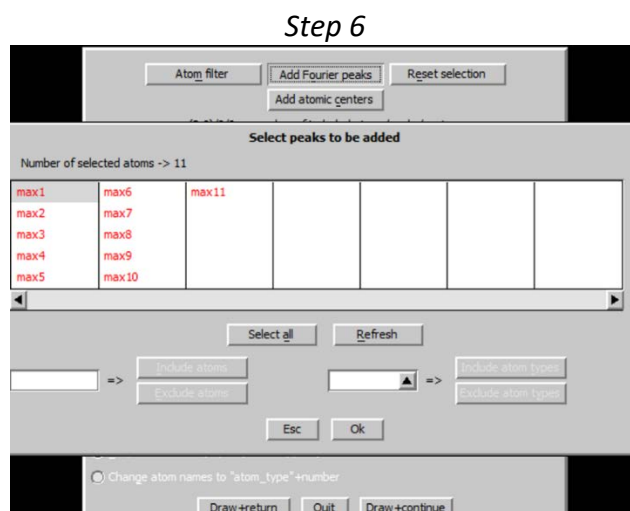 Step 6
Atom filter Add Fourier peaks Reset selection
Add atomic centers
Select peaks to be added
Number of selected atoms -> 11
max1 max6 max11
max2 max7
max3 max8
max4 max9
max5 max10
Select all Refresh
=> Include atoms => Include atom types
Exclude atoms Exclude atom types
Esc Ok
Change atom names to "atom_type"+number
Draw+return Quit Draw+continue